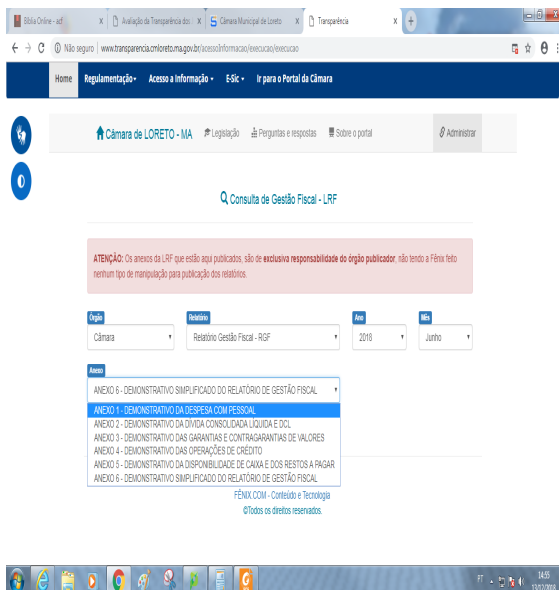 Biblia Online - acf
Avaliação da Transparência dos
Câmara Municipal de Loreto
Transparência
Não seguro | www.transparencia.cmloreto.ma.gov.br/acessoInformacao/execucao/execucao
Home Regulamentação Acesso a Informação E-Sic Ir para o Portal da Câmara
Câmara de LORETO - MA Legislação Perguntas e respostas Sobre o portal Administrar
Consulta de Gestão Fiscal - LRF
ATENÇÃO: Os anexos da LRF que estão aqui publicados, são de exclusiva responsabilidade do órgão publicador, não tendo a Fênix feito
nenhum tipo de manipulação para publicação dos relatórios.
Órgão Relatório Ano Mês
Câmara Relatório Gestão Fiscal - RGF 2018 Junho
Anexo
ANEXO 6 - DEMONSTRATIVO SIMPLIFICADO DO RELATÓRIO DE GESTÃO FISCAL
ANEXO 1 - DEMONSTRATIVO DA DESPESA COM PESSOAL
ANEXO 2 - DEMONSTRATIVO DA DÍVIDA CONSOLIDADA LÍQUIDA E DCL
ANEXO 3 - DEMONSTRATIVO DAS GARANTIAS E CONTRAGARANTIAS DE VALORES
ANEXO 4 - DEMONSTRATIVO DAS OPERAÇÕES DE CRÉDITO
ANEXO 5 - DEMONSTRATIVO DA DISPONIBILIDADE DE CAIXA E DOS RESTOS A PAGAR
ANEXO 6 - DEMONSTRATIVO SIMPLIFICADO DO RELATÓRIO DE GESTÃO FISCAL
FÊNIX.COM - Conteúdo e Tecnologia
©Todos os direitos reservados.
PT 14:55
13/12/2018